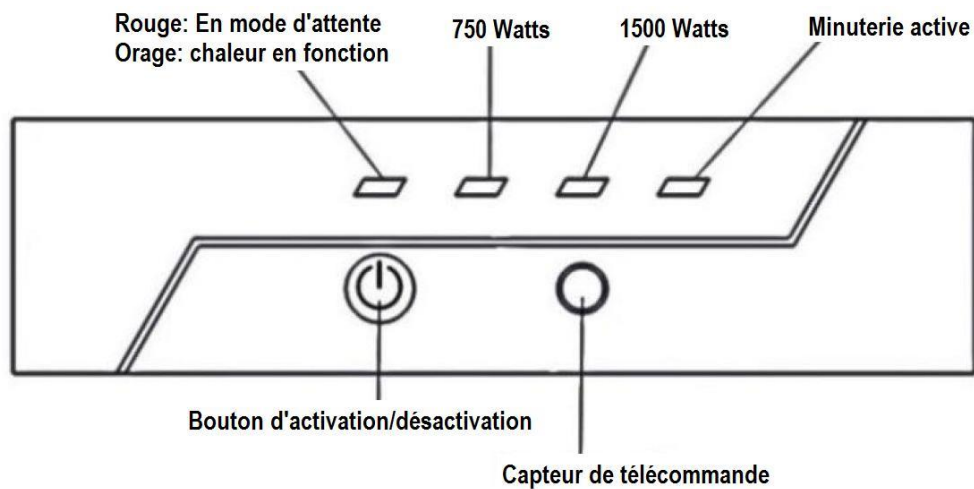 Rouge: En mode d'attente
Orage: chaleur en fonction
750 Watts
1500 Watts
Minuterie active
Bouton d'activation/désactivation
Capteur de télécommande